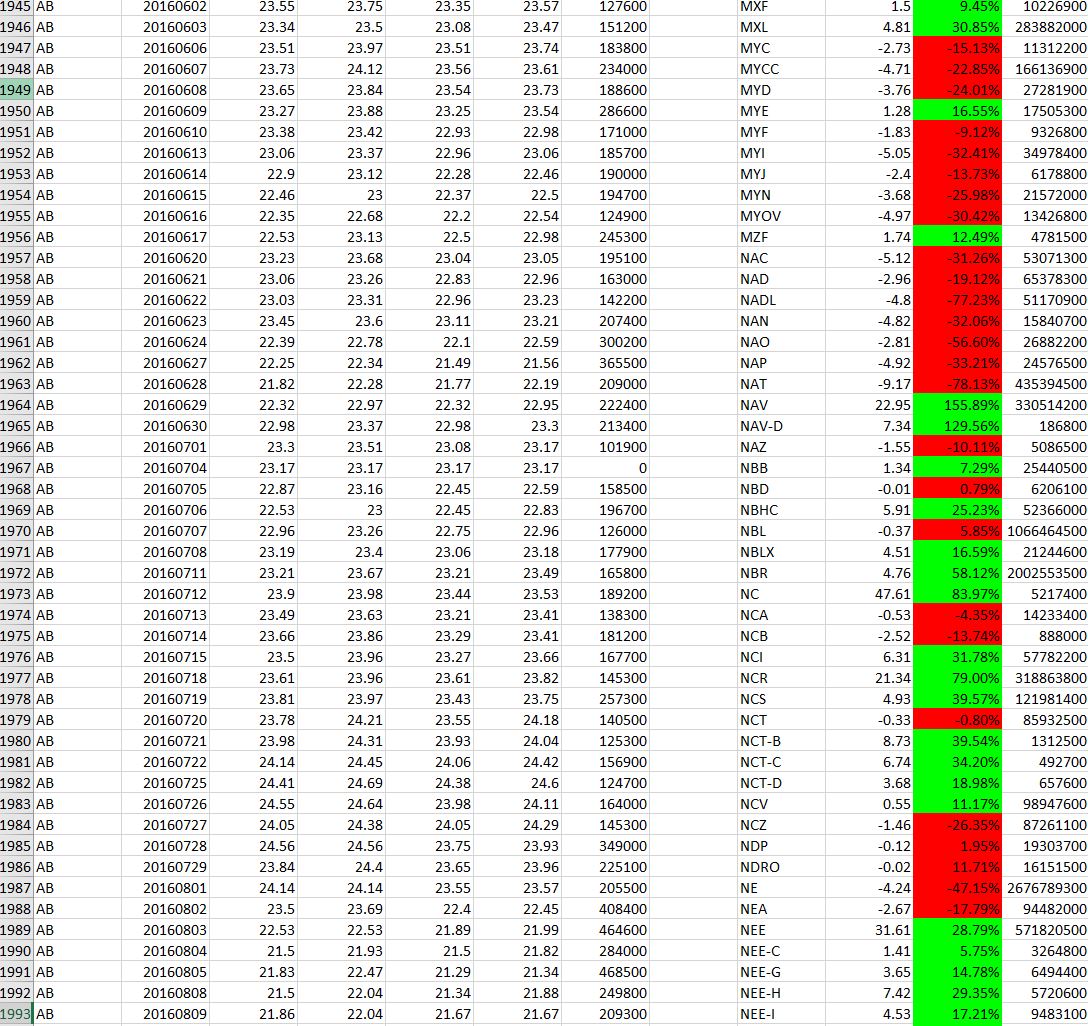 1945 AB 20160602 23.55 23.75 23.35 23.57 127600 MXF 1.5 9.45% 10226900
1946 AB 20160603 23.34 23.5 23.08 23.47 151200 MXL 4.81 30.85% 283882000
1947 AB 20160606 23.51 23.97 23.51 23.74 183800 MYC -2.73 -15.13% 11312200
1948 AB 20160607 23.73 24.12 23.56 23.61 234000 MYCC -4.71 -22.85% 166136900
1949 AB 20160608 23.65 23.84 23.54 23.73 188600 MYD -3.76 -24.01% 27281900
1950 AB 20160609 23.27 23.88 23.25 23.54 286600 MYE 1.28 16.55% 17505300
1951 AB 20160610 23.38 23.42 22.93 22.98 171000 MYF -1.83 -9.12% 9326800
1952 AB 20160613 23.06 23.37 22.96 23.06 185700 MYI -5.05 -32.41% 34978400
1953 AB 20160614 22.9 23.12 22.28 22.46 190000 MYJ -2.4 -13.73% 6178800
1954 AB 20160615 22.46 23 22.37 22.5 194700 MYN -3.68 -25.98% 21572000
1955 AB 20160616 22.35 22.68 22.2 22.54 124900 MYOV -4.97 -30.42% 13426800
1956 AB 20160617 22.53 23.13 22.5 22.98 245300 MZF 1.74 12.49% 4781500
1957 AB 20160620 23.23 23.68 23.04 23.05 195100 NAC -5.12 -31.26% 53071300
1958 AB 20160621 23.06 23.26 22.83 22.96 163000 NAD -2.96 -19.12% 65378300
1959 AB 20160622 23.03 23.31 22.96 23.23 142200 NADL -4.8 -77.23% 51170900
1960 AB 20160623 23.45 23.6 23.11 23.21 207400 NAN -4.82 -32.06% 15840700
1961 AB 20160624 22.39 22.78 22.1 22.59 300200 NAO -2.81 -56.60% 26882200
1962 AB 20160627 22.25 22.34 21.49 21.56 365500 NAP -4.92 -33.21% 24576500
1963 AB 20160628 21.82 22.28 21.77 22.19 209000 NAT -9.17 -78.13% 435394500
1964 AB 20160629 22.32 22.97 22.32 22.95 222400 NAV 22.95 155.89% 330514200
1965 AB 20160630 22.98 23.37 22.98 23.3 213400 NAV-D 7.34 129.56% 186800
1966 AB 20160701 23.3 23.51 23.08 23.17 101900 NAZ -1.55 -10.11% 5086500
1967 AB 20160704 23.17 23.17 23.17 23.17 0 NBB 1.34 7.29% 25440500
1968 AB 20160705 22.87 23.16 22.45 22.59 158500 NBD -0.01 0.79% 6206100
1969 AB 20160706 22.53 23 22.45 22.83 196700 NBHC 5.91 25.23% 52366000
1970 AB 20160707 22.96 23.26 22.75 22.96 126000 NBL -0.37 5.85% 1066464500
1971 AB 20160708 23.19 23.4 23.06 23.18 177900 NBLX 4.51 16.59% 21244600
1972 AB 20160711 23.21 23.67 23.21 23.49 165800 NBR 4.76 58.12% 2002553500
1973 AB 20160712 23.9 23.98 23.44 23.53 189200 NC 47.61 83.97% 5217400
1974 AB 20160713 23.49 23.63 23.21 23.41 138300 NCA -0.53 -4.35% 14233400
1975 AB 20160714 23.66 23.86 23.29 23.41 181200 NCB -2.52 -13.74% 888000
1976 AB 20160715 23.5 23.96 23.27 23.66 167700 NCI 6.31 31.78% 57782200
1977 AB 20160718 23.61 23.96 23.61 23.82 145300 NCR 21.34 79.00% 318863800
1978 AB 20160719 23.81 23.97 23.43 23.75 257300 NCS 4.93 39.57% 121981400
1979 AB 20160720 23.78 24.21 23.55 24.18 140500 NCT -0.33 -0.80% 85932500
1980 AB 20160721 23.98 24.31 23.93 24.04 125300 NCT-B 8.73 39.54% 1312500
1981 AB 20160722 24.14 24.45 24.06 24.42 156900 NCT-C 6.74 34.20% 492700
1982 AB 20160725 24.41 24.69 24.38 24.6 124700 NCT-D 3.68 18.98% 657600
1983 AB 20160726 24.55 24.64 23.98 24.11 164000 NCV 0.55 11.17% 98947600
1984 AB 20160727 24.05 24.38 24.05 24.29 145300 NCZ -1.46 -26.35% 87261100
1985 AB 20160728 24.56 24.56 23.75 23.93 349000 NDP -0.12 1.95% 19303700
1986 AB 20160729 23.84 24.4 23.65 23.96 225100 NDRO -0.02 11.71% 16151500
1987 AB 20160801 24.14 24.14 23.55 23.57 205500 NE -4.24 -47.15% 2676789300
1988 AB 20160802 23.5 23.69 22.4 22.45 408400 NEA -2.67 -17.79% 94482000
1989 AB 20160803 22.53 22.53 21.89 21.99 464600 NEE 31.61 28.79% 571820500
1990 AB 20160804 21.5 21.93 21.5 21.82 284000 NEE-C 1.41 5.75% 3264800
1991 AB 20160805 21.83 22.47 21.29 21.34 468500 NEE-G 3.65 14.78% 6494400
1992 AB 20160808 21.5 22.04 21.34 21.88 249800 NEE-H 7.42 29.35% 5720600
1993 AB 20160809 21.86 22.04 21.67 21.67 209300 NEE-I 4.53 17.21% 9483100